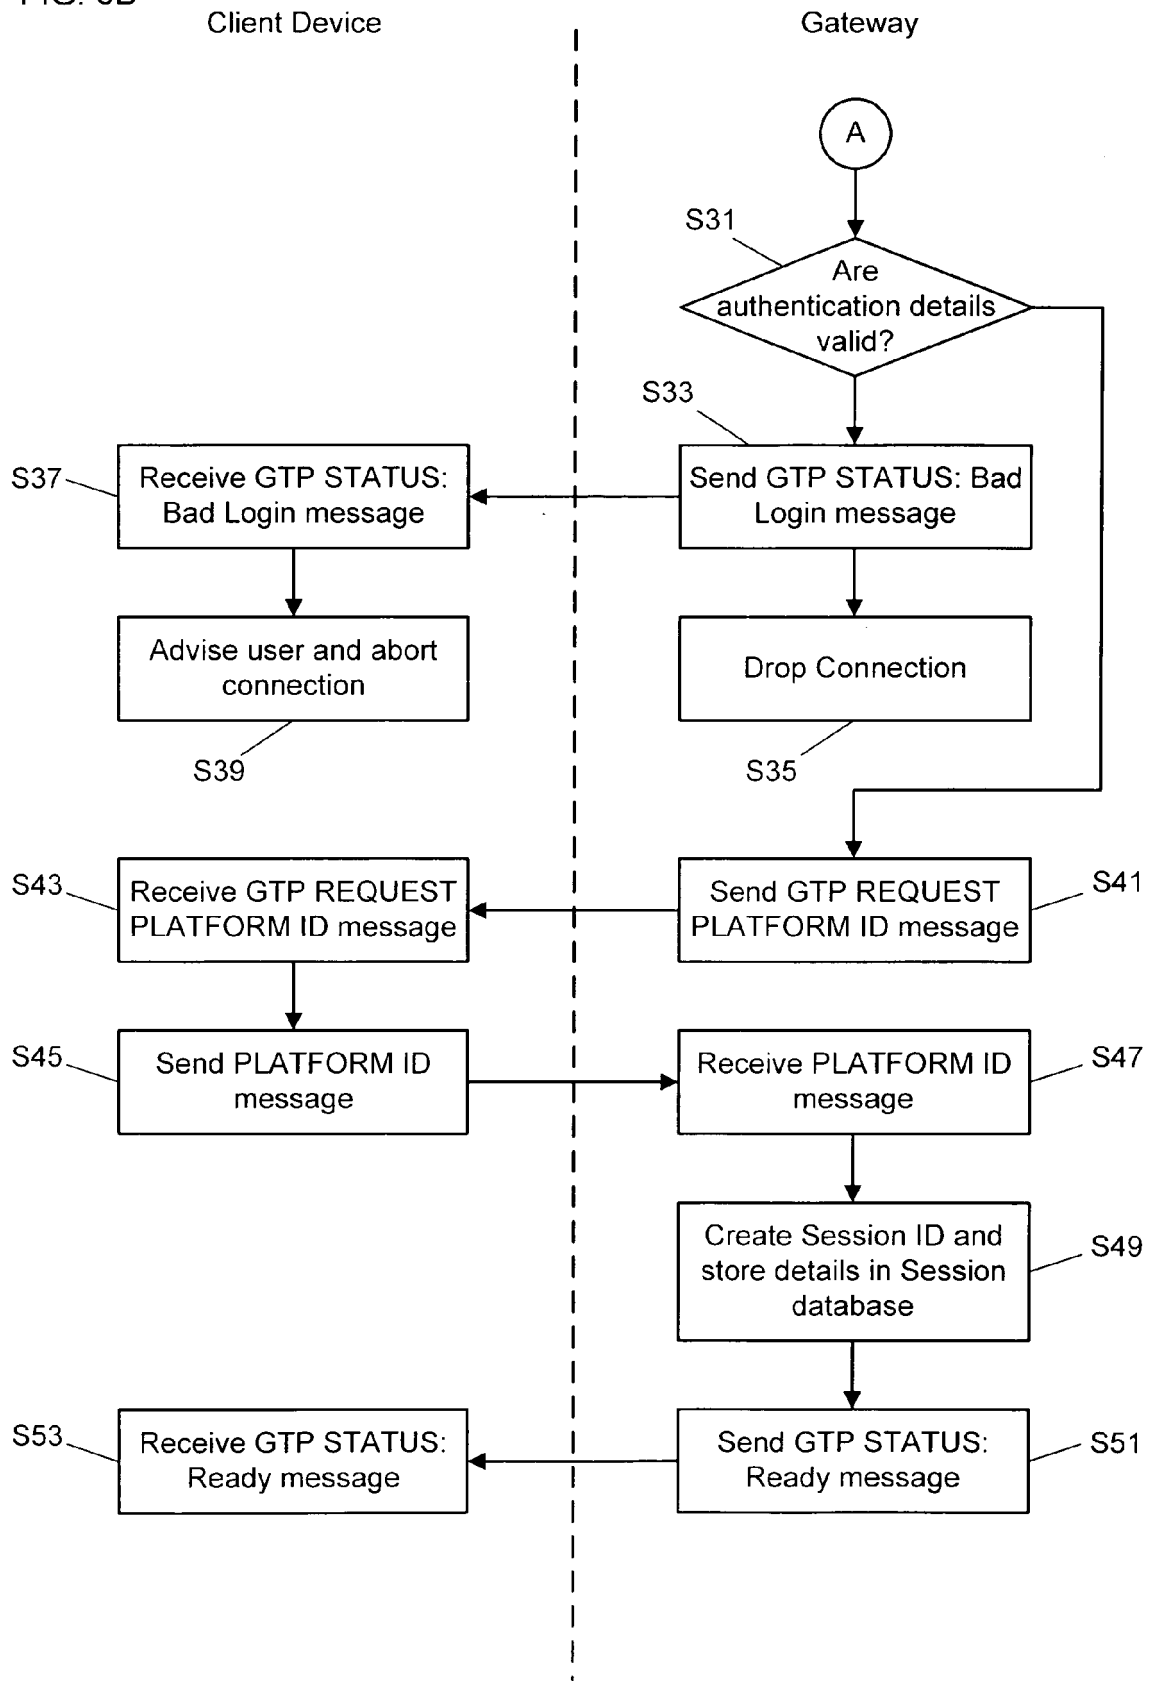 Client Device
Gateway
A
S31
Are
authentication details
valid?
S33
S37
Receive GTP STATUS:
Bad Login message
Send GTP STATUS: Bad
Login message
Advise user and abort
connection
Drop Connection
S39
S35
S43
Receive GTP REQUEST
PLATFORM ID message
Send GTP REQUEST
PLATFORM ID message
S41
S45
Send PLATFORM ID
message
Receive PLATFORM ID
message
S47
Create Session ID and
store details in Session
database
S49
S53
Receive GTP STATUS:
Ready message
Send GTP STATUS:
Ready message
S51